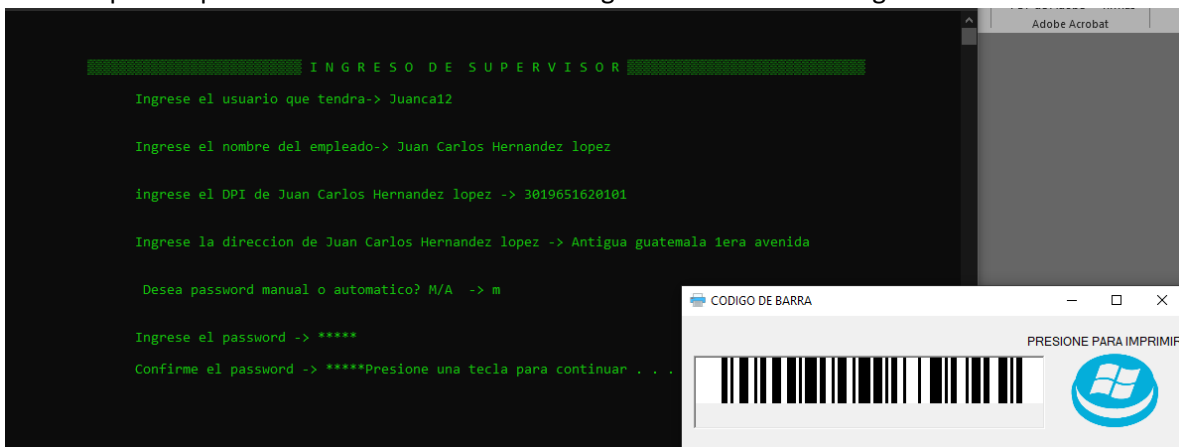 Adobe Acrobat
I N G R E S O D E S U P E R V I S O R
Ingrese el usuario que tendra-> Juanca12
Ingrese el nombre del empleado-> Juan Carlos Hernandez lopez
ingrese el DPI de Juan Carlos Hernandez lopez -> 3019651620101
Ingrese la direccion de Juan Carlos Hernandez lopez -> Antigua guatemala 1era avenida
Desea password manual o automatico? M/A -> m
Ingrese el password -> *****
Confirme el password -> *****Presione una tecla para continuar . . .
CODIGO DE BARRA
PRESIONE PARA IMPRIMIR